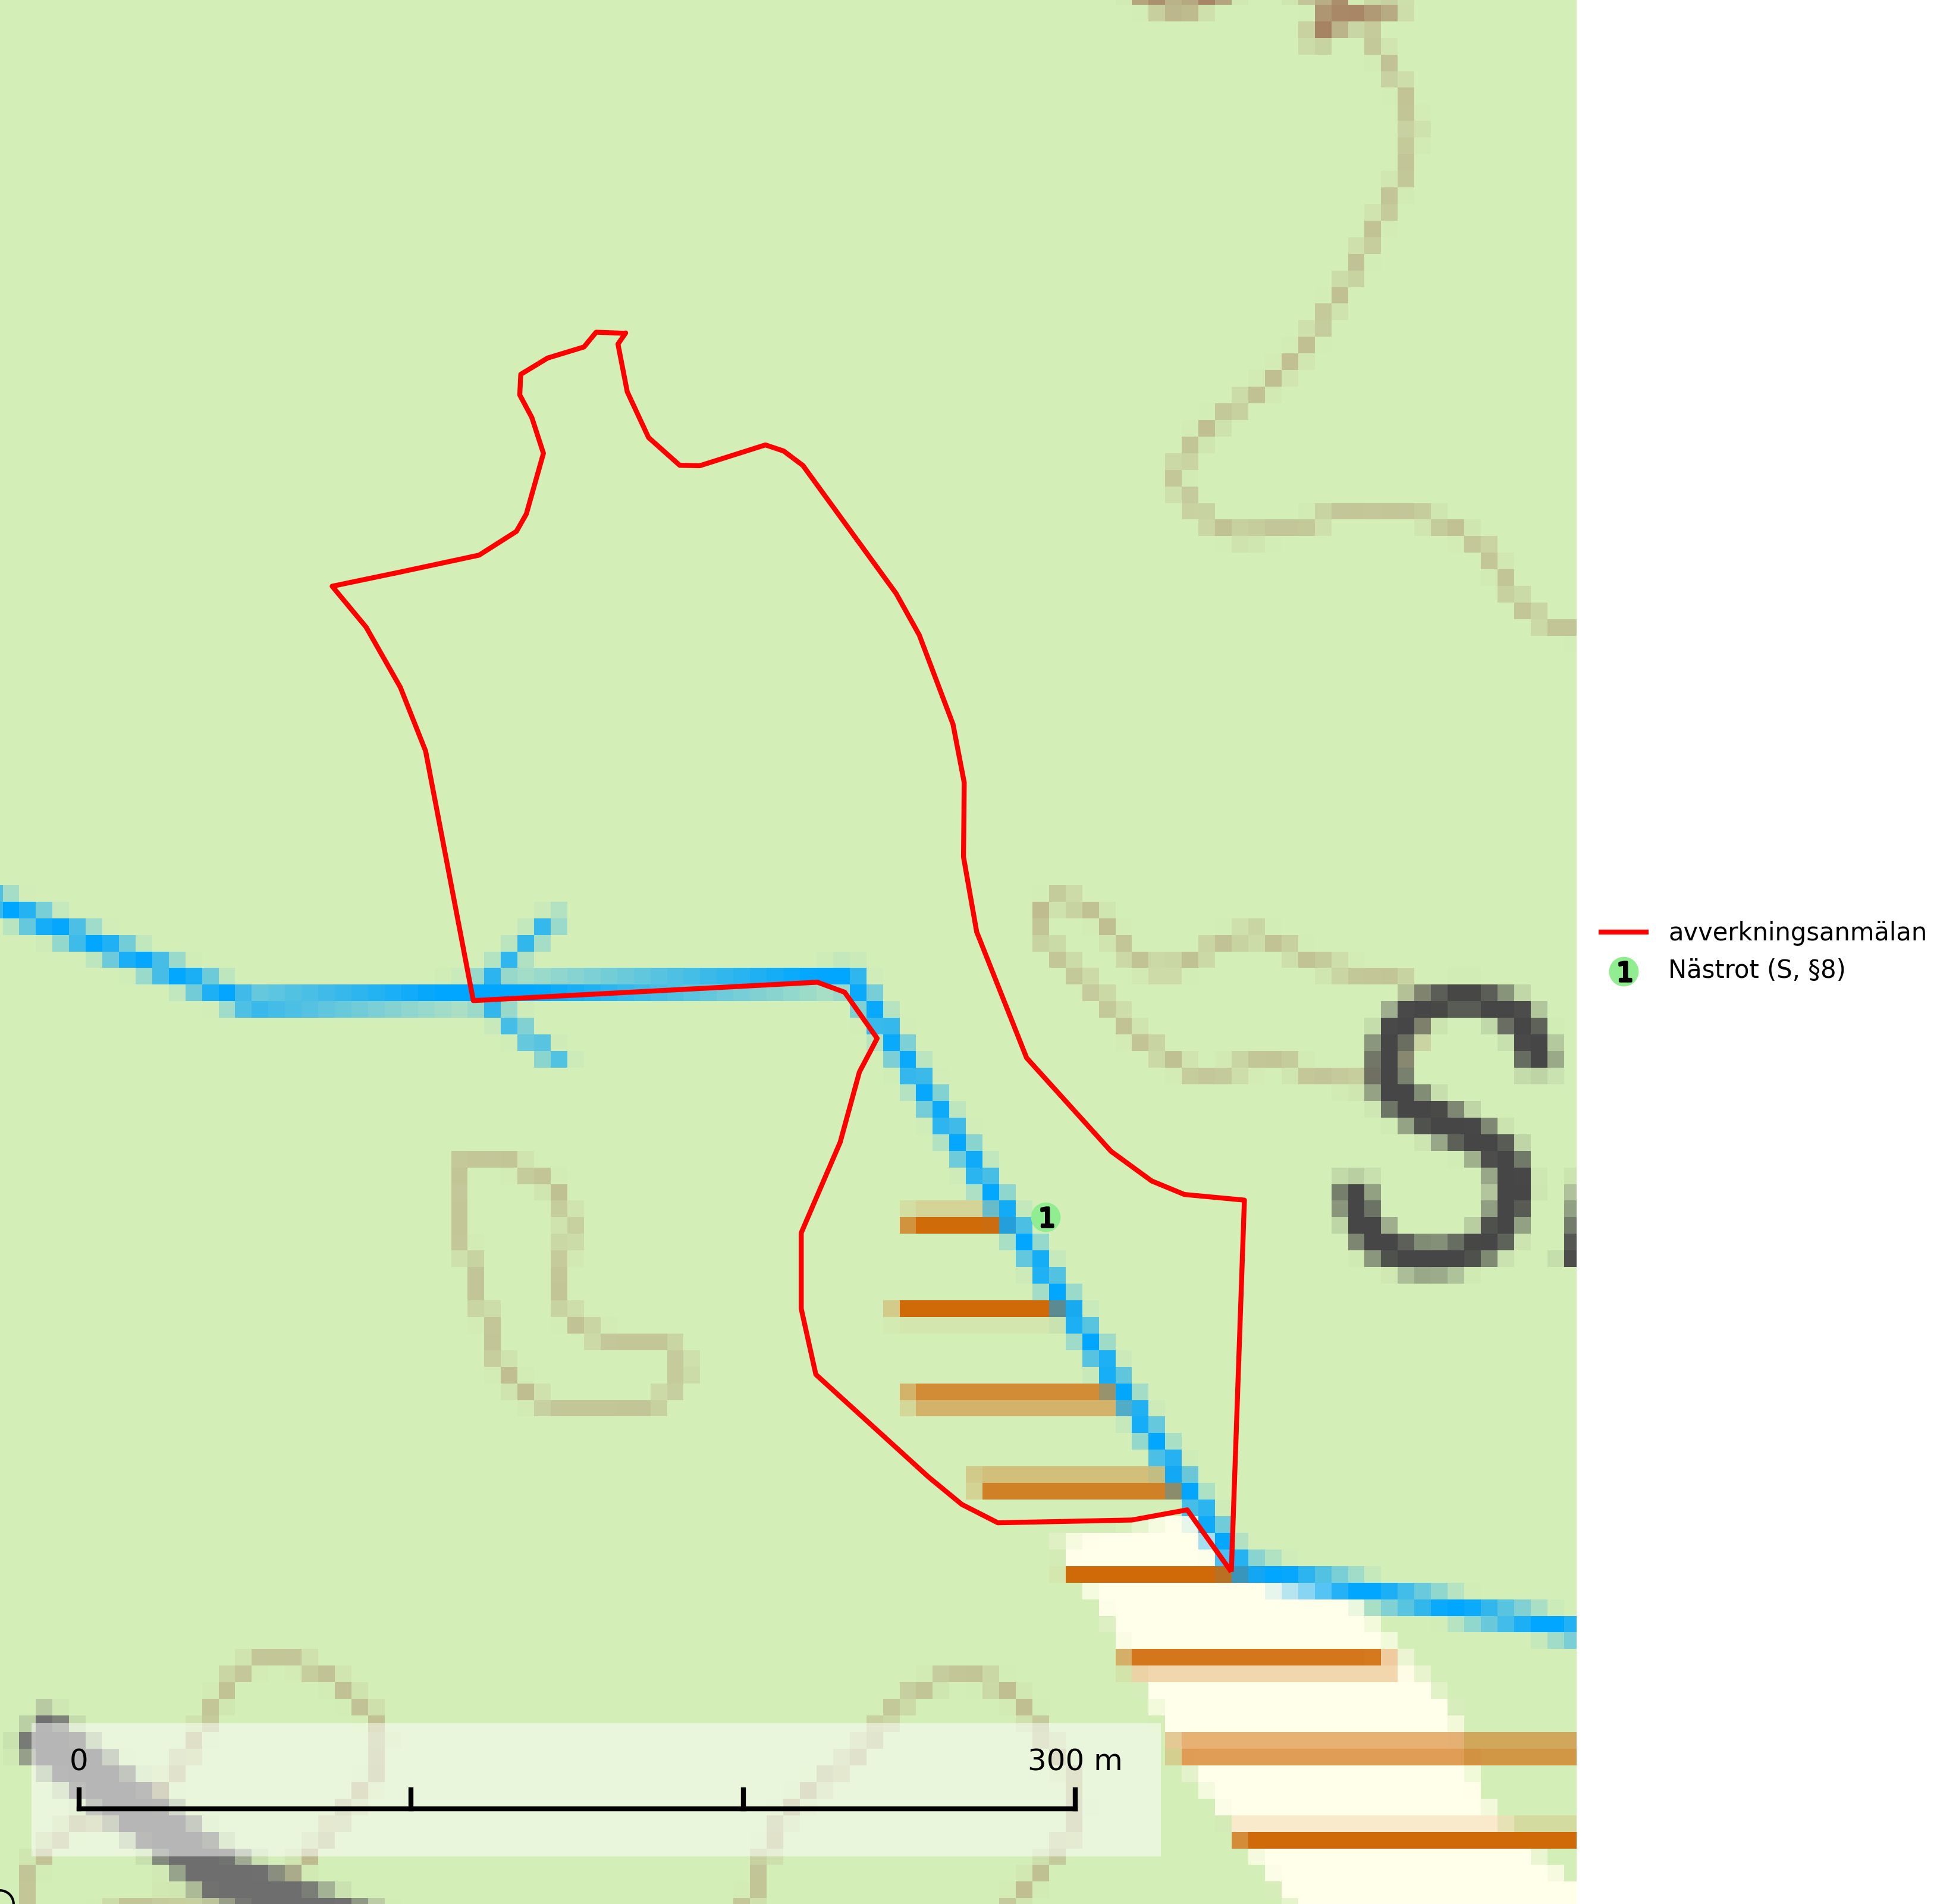 avverkningsanmälan
1 Nästrot (S, §8)
1
S
0 300 m